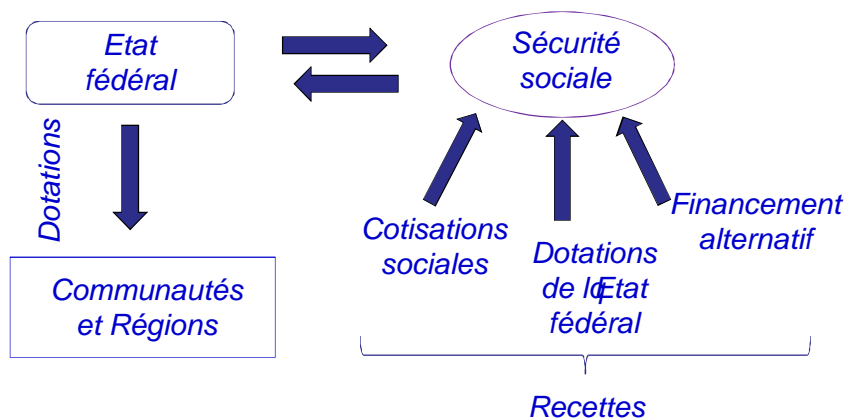 Etat
fédéral
Sécurité
sociale
Dotations
Communautés
et Régions
Cotisations
sociales
Dotations
de l'Etat
fédéral
Financement
alternatif
Recettes